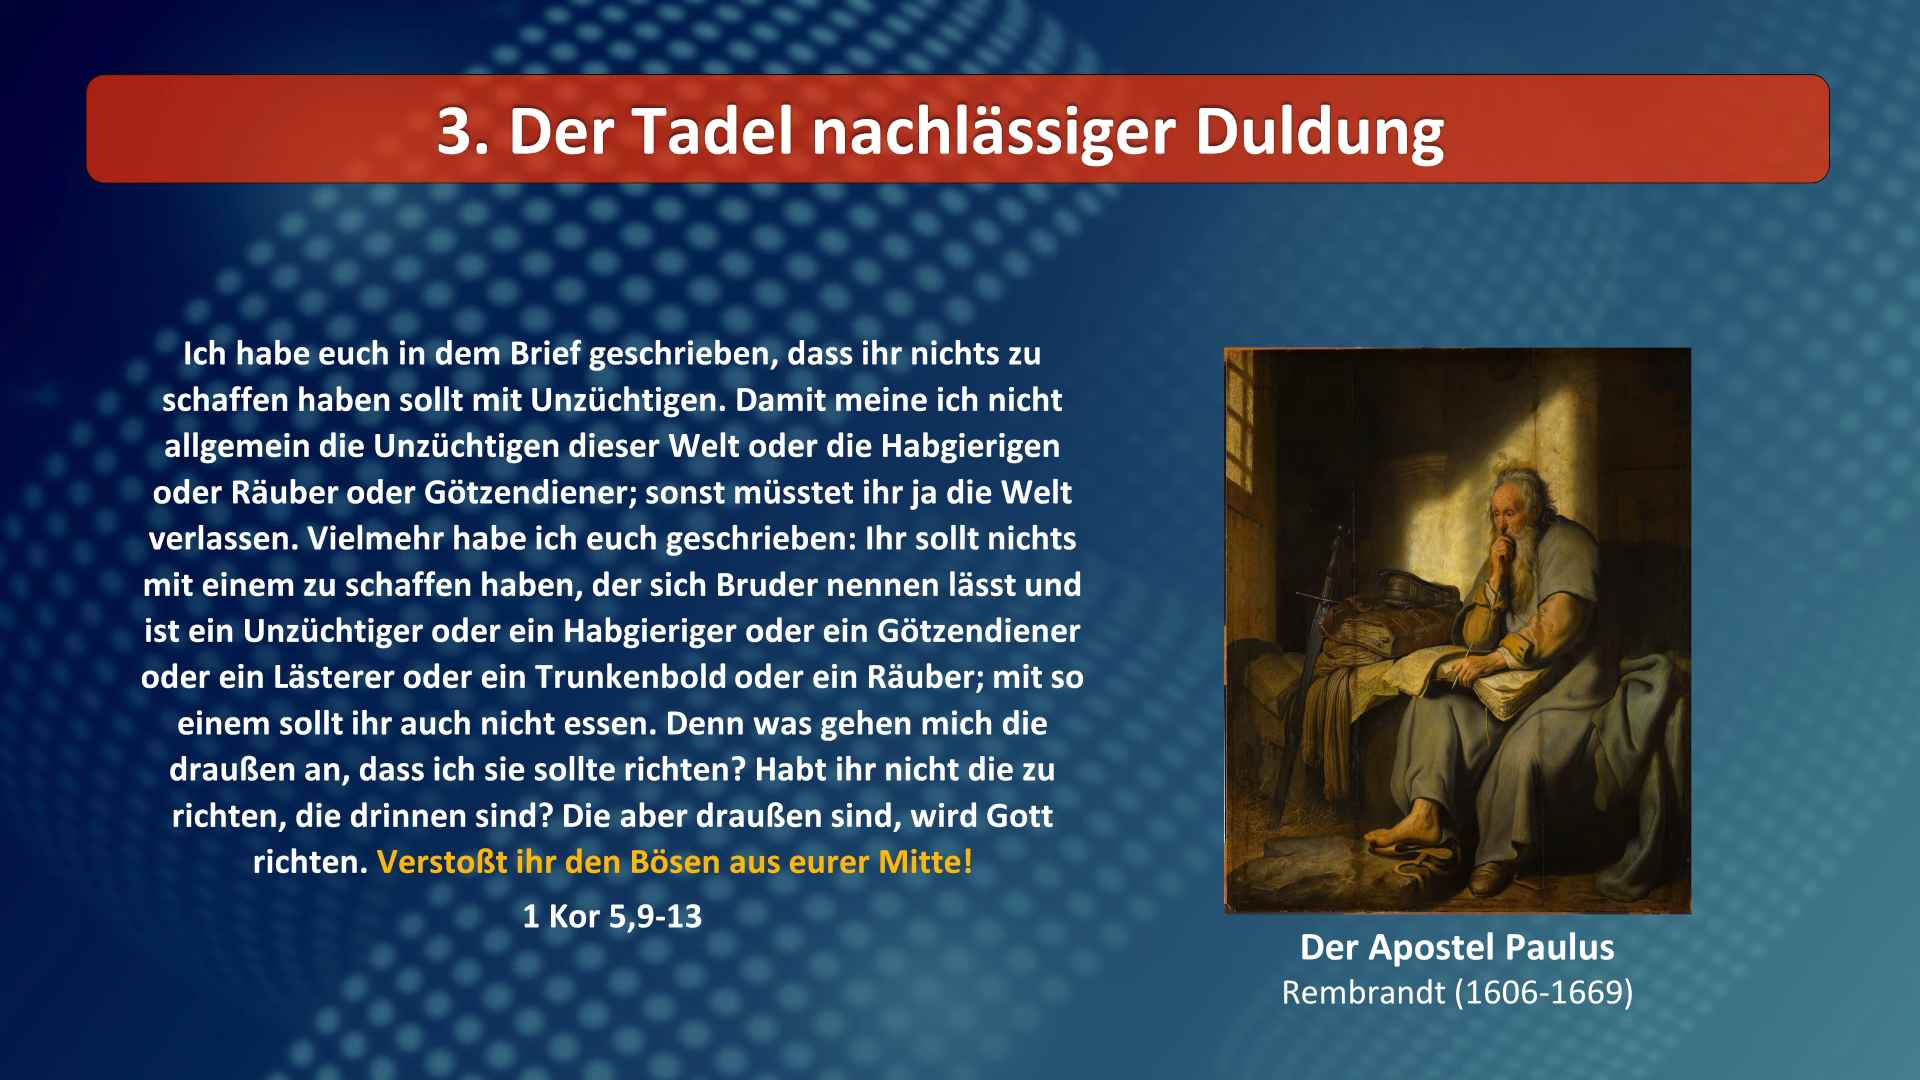 3. Der Tadel nachlässiger Duldung
Ich habe euch in dem Brief geschrieben, dass ihr nichts zu
schaffen haben sollt mit Unzüchtigen. Damit meine ich nicht
allgemein die Unzüchtigen dieser Welt oder die Habgierigen
oder Räuber oder Götzendiener; sonst müsstet ihr ja die Welt
verlassen. Vielmehr habe ich euch geschrieben: Ihr sollt nichts
mit einem zu schaffen haben, der sich Bruder nennen lässt und
ist ein Unzüchtiger oder ein Habgieriger oder ein Götzendiener
oder ein Lästerer oder ein Trunkenbold oder ein Räuber; mit so
einem sollt ihr auch nicht essen. Denn was gehen mich die
draußen an, dass ich sie sollte richten? Habt ihr nicht die zu
richten, die drinnen sind? Die aber draußen sind, wird Gott
richten. Verstoßt ihr den Bösen aus eurer Mitte!
1 Kor 5,9-13
Der Apostel Paulus
Rembrandt (1606-1669)